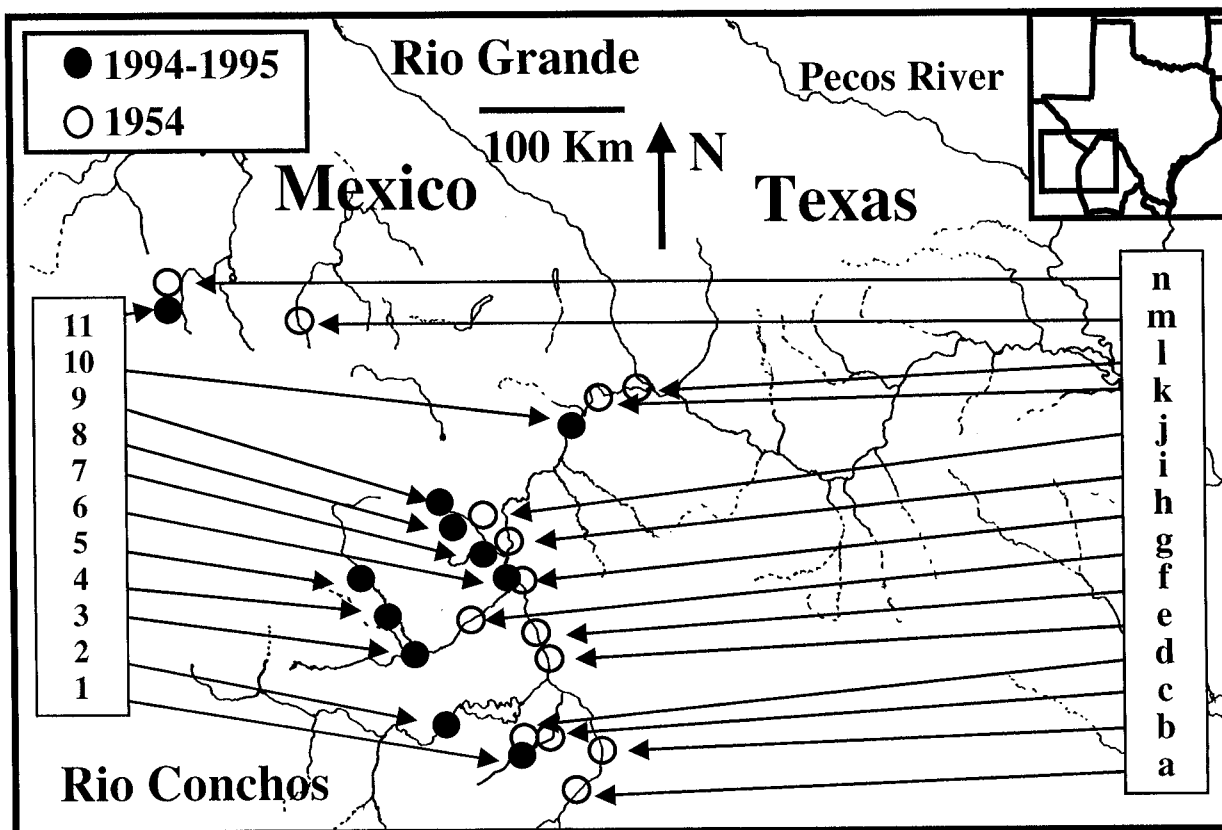 1994-1995
1954
Rio Grande
100 Km
N
Pecos River
Mexico
Texas
11
10
9
8
7
6
5
4
3
2
1
n
m
l
k
j
i
h
g
f
e
d
c
b
a
Rio Conchos